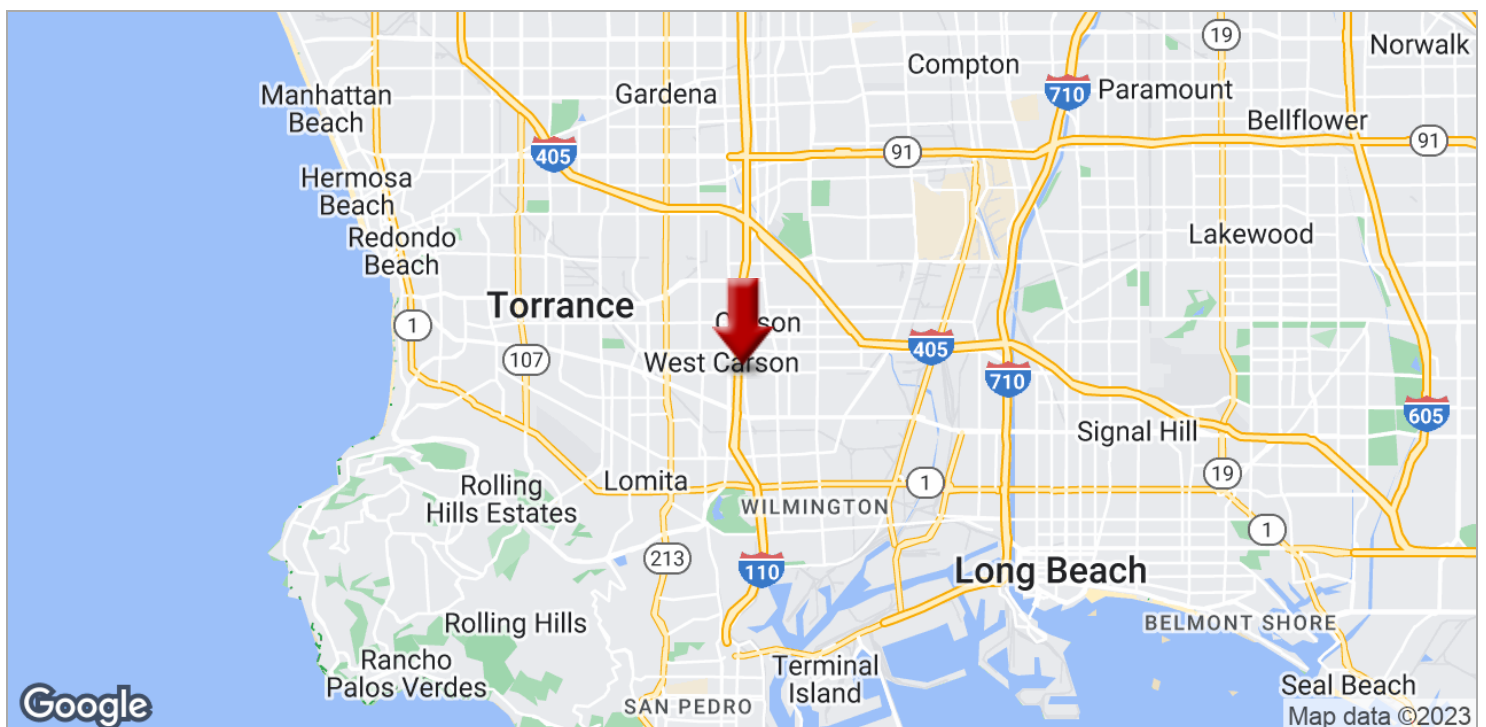 19
Norwalk
Compton
Manhattan
Beach
Gardena
710
Paramount
Bellflower
405
91
91
Hermosa
Beach
Redondo
Beach
Lakewood
Torrance
1
Carson
107
West Carson
405
710
605
Signal Hill
Rolling
Hills Estates
Lomita
1
19
WILMINGTON
1
213
110
Long Beach
Rolling Hills
BELMONT SHORE
Rancho
Palos Verdes
Terminal
Island
SAN PEDRO
Seal Beach
Google
Map data ©2023